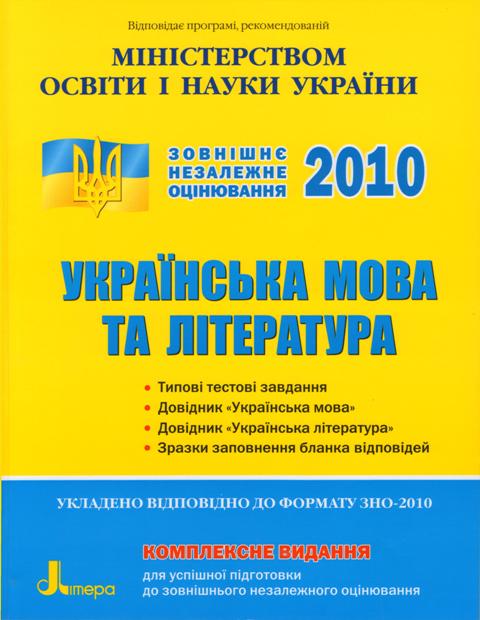 Відповідає програмі, рекомендованій
МІНІСТЕРСТВОМ
ОСВІТИ І НАУКИ УКРАЇНИ
ЗОВНІШНЄ
НЕЗАЛЕЖНЕ
ОЦІНЮВАННЯ
2010
УКРАЇНСЬКА МОВА
ТА ЛІТЕРАТУРА
• Типові тестові завдання
• Довідник «Українська мова»
• Довідник «Українська література»
• Зразки заповнення бланка відповідей
УКЛАДЕНО ВІДПОВІДНО ДО ФОРМАТУ ЗНО-2010
КОМПЛЕКСНЕ ВИДАННЯ
для успішної підготовки
до зовнішнього незалежного оцінювання
Літера